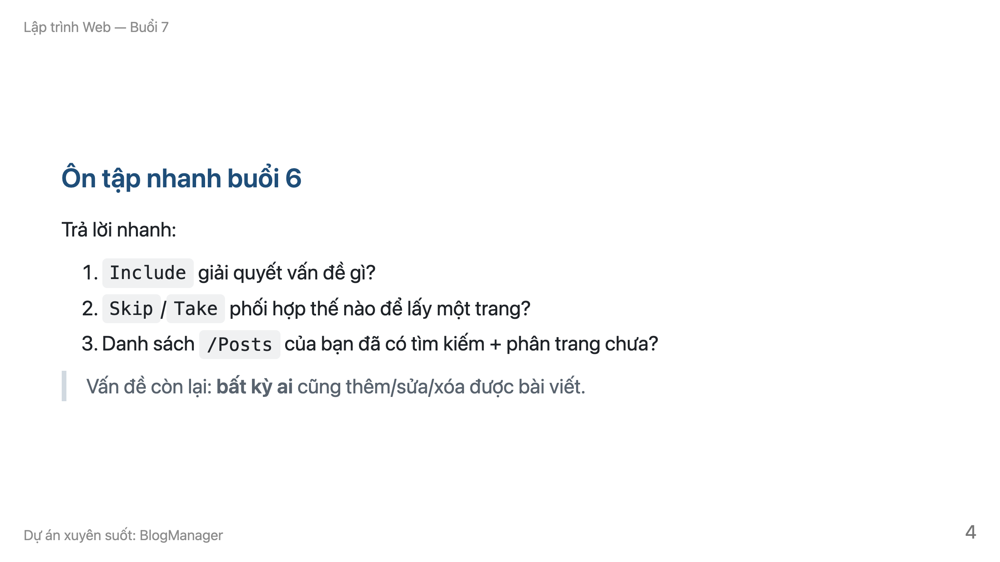 Lập trình Web — Buổi 7
Ôn tập nhanh buổi 6
Trả lời nhanh:
1. Include giải quyết vấn đề gì?
2. Skip/Take phối hợp thế nào để lấy một trang?
3. Danh sách /Posts của bạn đã có tìm kiếm + phân trang chưa?
Vấn đề còn lại: bất kỳ ai cũng thêm/sửa/xóa được bài viết.
Dự án xuyên suốt: BlogManager
4